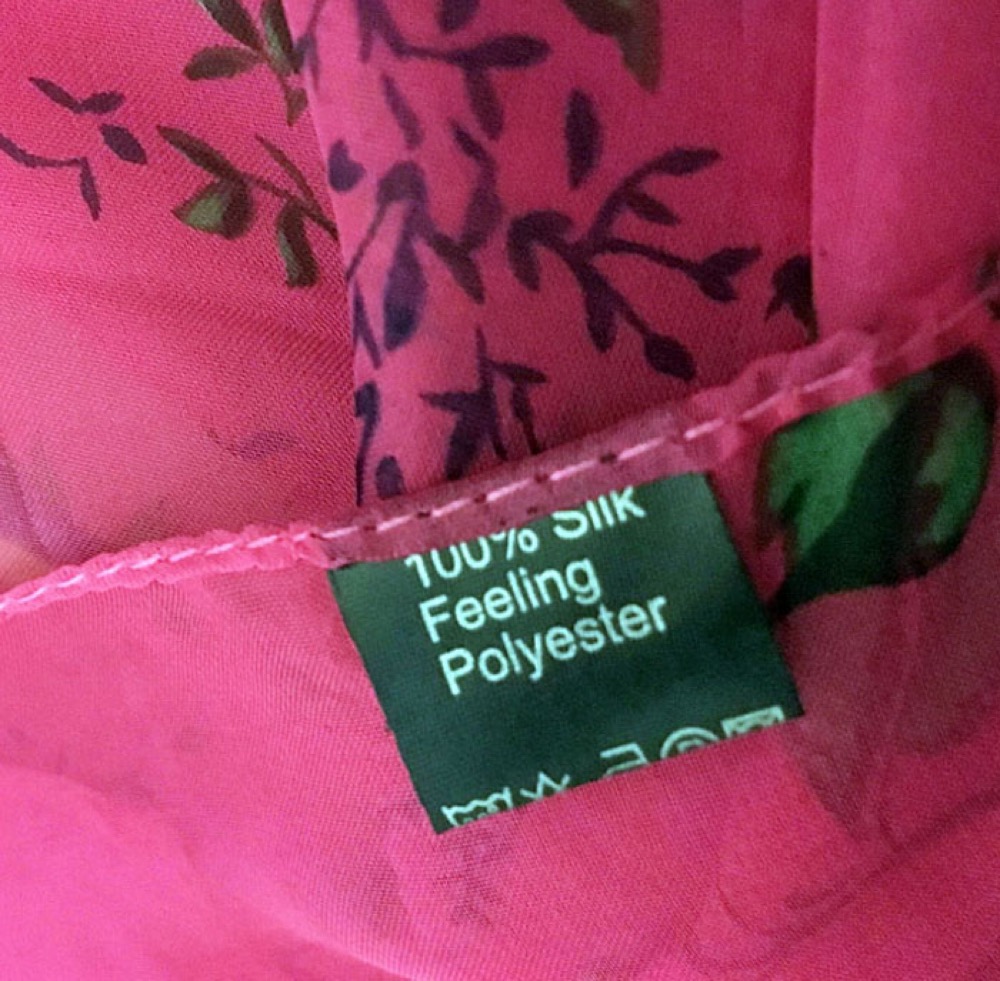 100% Silk
Feeling
Polyester